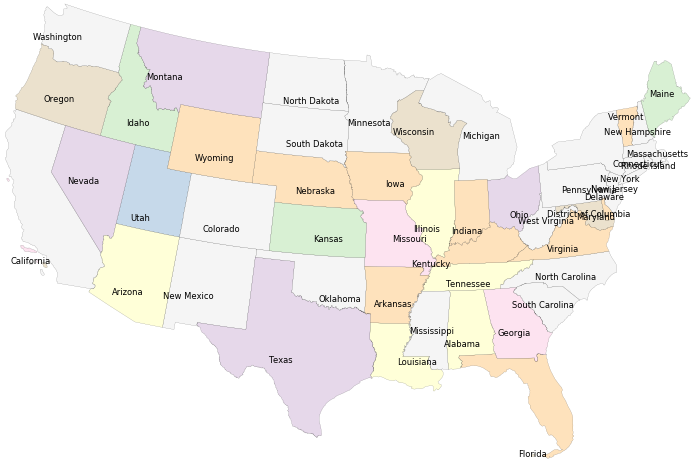 Washington
Montana
Maine
Oregon
North Dakota
Idaho
Minnesota
Vermont
Wisconsin
New Hampshire
Michigan
South Dakota
Massachusetts
Wyoming
Connecticut
Rhode Island
Nevada
New York
Iowa
Nebraska
Pennsylvania
New Jersey
Delaware
Utah
Ohio
District of Columbia
Maryland
West Virginia
Colorado
Illinois
Indiana
Kansas
Missouri
Virginia
California
Kentucky
North Carolina
Arizona
Tennessee
New Mexico
Oklahoma
Arkansas
South Carolina
Mississippi
Georgia
Alabama
Texas
Louisiana
Florida